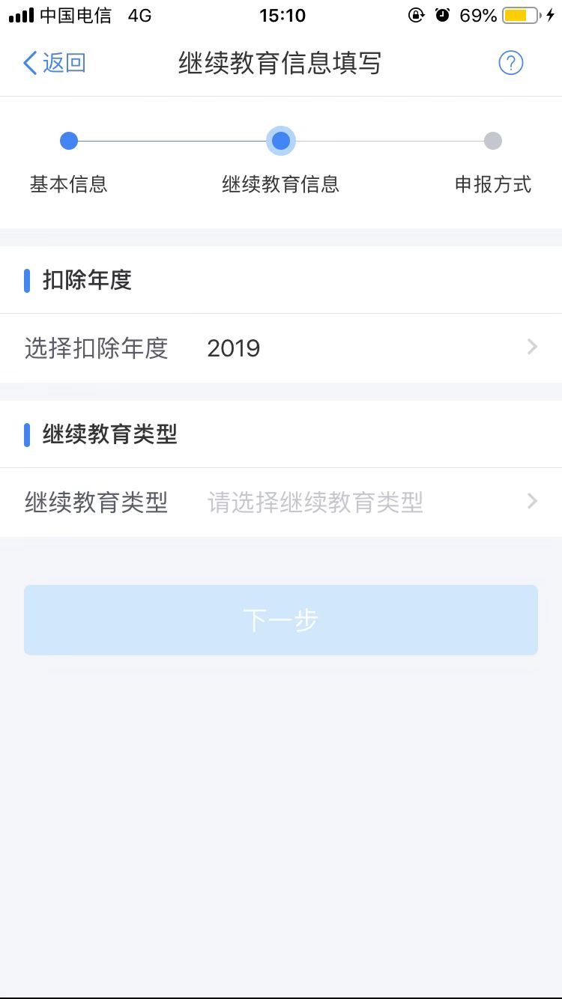 中国电信 4G 15:10 69%
返回 继续教育信息填写 ?
基本信息 继续教育信息 申报方式
扣除年度
选择扣除年度 2019
继续教育类型
继续教育类型 请选择继续教育类型
下一步